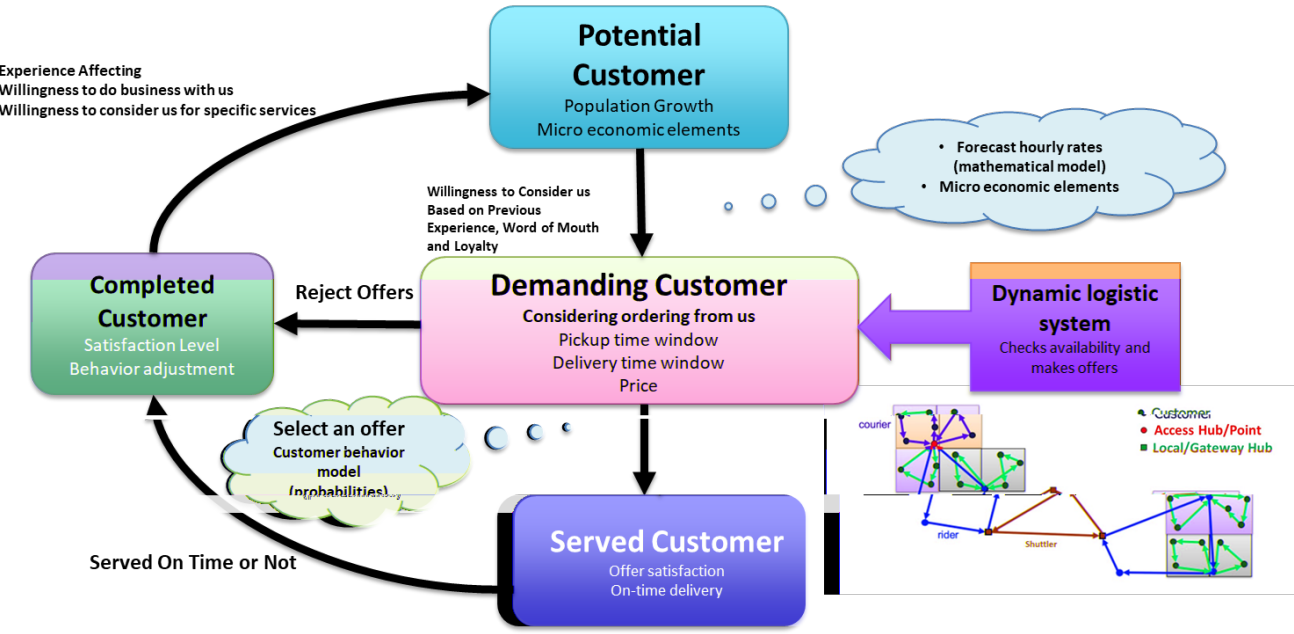 Potential
Customer
Population Growth
Micro economic elements
Experience Affecting
Willingness to do business with us
Willingness to consider us for specific services
• Forecast hourly rates
(mathematical model)
• Micro economic elements
Willingness to Consider us
Based on Previous
Experience, Word of Mouth
and Loyalty
Completed
Customer
Satisfaction Level
Behavior adjustment
Reject Offers
Demanding Customer
Considering ordering from us
Pickup time window
Delivery time window
Price
Dynamic logistic
system
Checks availability and
makes offers
Select an offer
Customer behavior
model
(probabilities)
courier
Customer
Access Hub/Point
Local/Gateway Hub
rider
Shuttler
Served Customer
Offer satisfaction
On-time delivery
Served On Time or Not